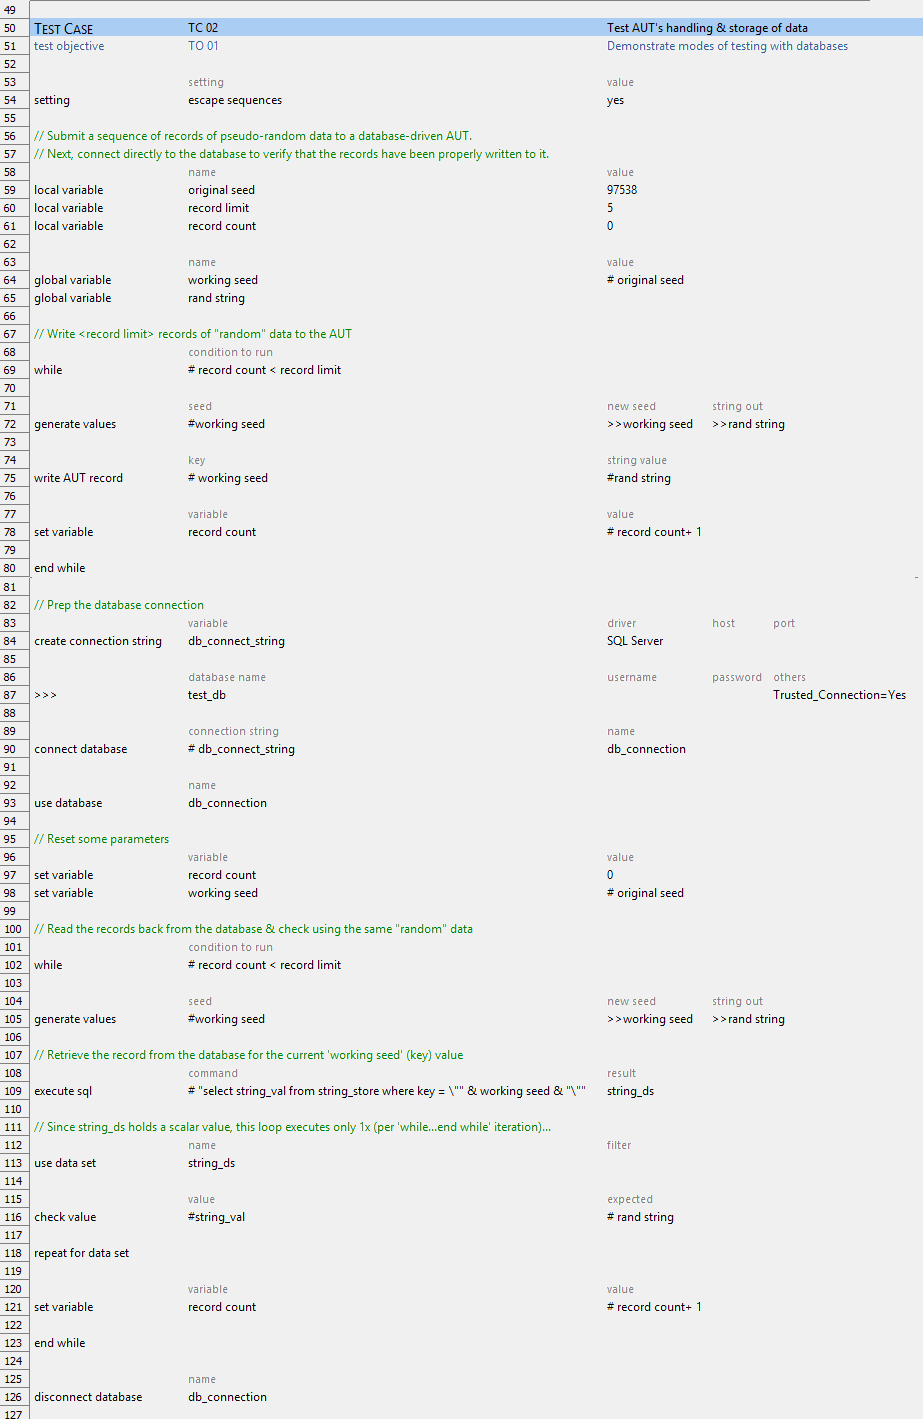 49
50 TEST CASE TC 02 Test AUT's handling & storage of data
51 test objective TO 01 Demonstrate modes of testing with databases
52
53 setting value
54 setting escape sequences yes
55
56 // Submit a sequence of records of pseudo-random data to a database-driven AUT.
57 // Next, connect directly to the database to verify that the records have been properly written to it.
58 name value
59 local variable original seed 97538
60 local variable record limit 5
61 local variable record count 0
62
63 name value
64 global variable working seed # original seed
65 global variable rand string
66
67 // Write <record limit> records of "random" data to the AUT
68 condition to run
69 while # record count < record limit
70
71 seed new seed string out
72 generate values #working seed >>working seed >>rand string
73
74 key string value
75 write AUT record # working seed #rand string
76
77 variable value
78 set variable record count # record count+ 1
79
80 end while
81
82 // Prep the database connection
83 variable driver host port
84 create connection string db_connect_string SQL Server
85
86 database name username password others
87 >>> test_db Trusted_Connection=Yes
88
89 connection string name
90 connect database # db_connect_string db_connection
91
92 name
93 use database db_connection
94
95 // Reset some parameters
96 variable value
97 set variable record count 0
98 set variable working seed # original seed
99
100 // Read the records back from the database & check using the same "random" data
101 condition to run
102 while # record count < record limit
103
104 seed new seed string out
105 generate values #working seed >>working seed >>rand string
106
107 // Retrieve the record from the database for the current 'working seed' (key) value
108 command result
109 execute sql # "select string_val from string_store where key = \"" & working seed & "\"" string_ds
110
111 // Since string_ds holds a scalar value, this loop executes only 1x (per 'while...end while' iteration)...
112 name filter
113 use data set string_ds
114
115 value expected
116 check value #string_val # rand string
117
118 repeat for data set
119
120 variable value
121 set variable record count # record count+ 1
122
123 end while
124
125 name
126 disconnect database db_connection
127